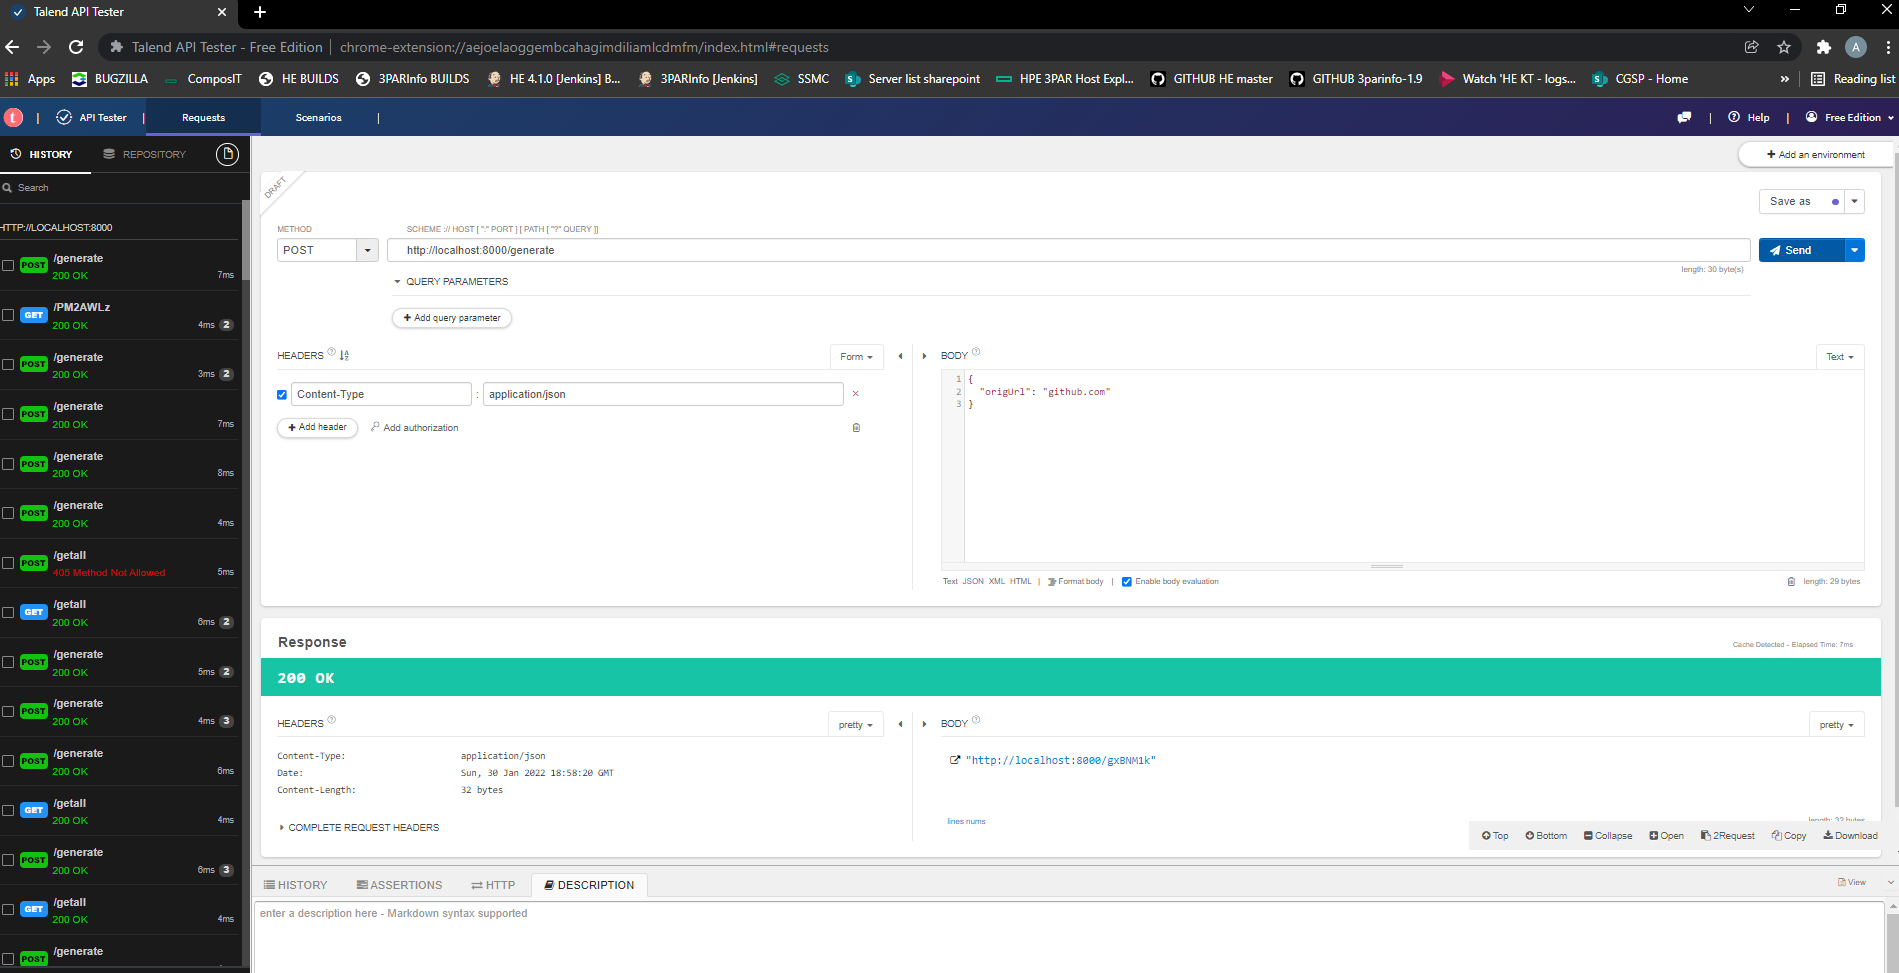 Talend API Tester
Talend API Tester - Free Edition | chrome-extension://aejoelaoggembcahagimdiliamlcdmfm/index.html#requests
A
Apps BUGZILLA ComposIT HE BUILDS 3PARInfo BUILDS HE 4.1.0 [Jenkins] B... 3PARInfo [Jenkins] SSMC Server list sharepoint HPE 3PAR Host Expl... GITHUB HE master GITHUB 3parinfo-1.9 Watch 'HE KT - logs... CGSP - Home » Reading list
t | API Tester | Requests Scenarios | | Help | Free Edition
HISTORY REPOSITORY
Search
HTTP://LOCALHOST:8000
POST /generate
200 OK 7ms
GET /PM2AWLz
200 OK 4ms 2
POST /generate
200 OK 3ms 2
POST /generate
200 OK 7ms
POST /generate
200 OK 8ms
POST /generate
200 OK 4ms
POST /getall
405 Method Not Allowed 5ms
GET /getall
200 OK 6ms 2
POST /generate
200 OK 5ms 2
POST /generate
200 OK 4ms 3
POST /generate
200 OK 6ms
GET /getall
200 OK 4ms
POST /generate
200 OK 6ms 3
GET /getall
200 OK 4ms
POST /generate
+ Add an environment
DRAFT
Save as
METHOD SCHEME :// HOST [ ":" PORT ] [ PATH [ "?" QUERY ]]
POST http://localhost:8000/generate Send
length: 30 byte(s)
QUERY PARAMETERS
+ Add query parameter
HEADERS ? Form
Content-Type : application/json ×
+ Add header Add authorization
BODY ? Text
1 {
2 "origUrl": "github.com"
3 }
Text JSON XML HTML | Format body | Enable body evaluation length: 29 bytes
Response
Cache Detected - Elapsed Time: 7ms
200 OK
HEADERS ? pretty
Content-Type: application/json
Date: Sun, 30 Jan 2022 18:58:20 GMT
Content-Length: 32 bytes
COMPLETE REQUEST HEADERS
BODY ? pretty
"http://localhost:8000/gxBNM1k"
lines nums length: 32 bytes
Top Bottom Collapse Open 2Request Copy Download
HISTORY ASSERTIONS HTTP DESCRIPTION View
enter a description here - Markdown syntax supported